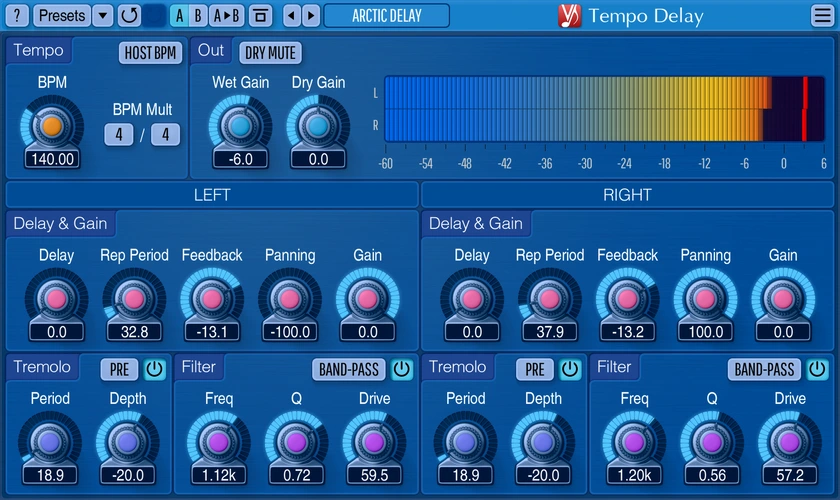 ? Presets A B A▸B ARCTIC DELAY Tempo Delay
Tempo HOST BPM Out DRY MUTE
BPM Wet Gain Dry Gain
BPM Mult
4 / 4
L
R
140.00 -6.0 0.0
-60 -54 -48 -42 -36 -30 -24 -18 -12 -6 0 6
LEFT RIGHT
Delay & Gain Delay & Gain
Delay Rep Period Feedback Panning Gain Delay Rep Period Feedback Panning Gain
0.0 32.8 -13.1 -100.0 0.0 0.0 37.9 -13.2 100.0 0.0
Tremolo PRE Filter BAND-PASS Tremolo PRE Filter BAND-PASS
Period Depth Freq Q Drive Period Depth Freq Q Drive
18.9 -20.0 1.12k 0.72 59.5 18.9 -20.0 1.20k 0.56 57.2